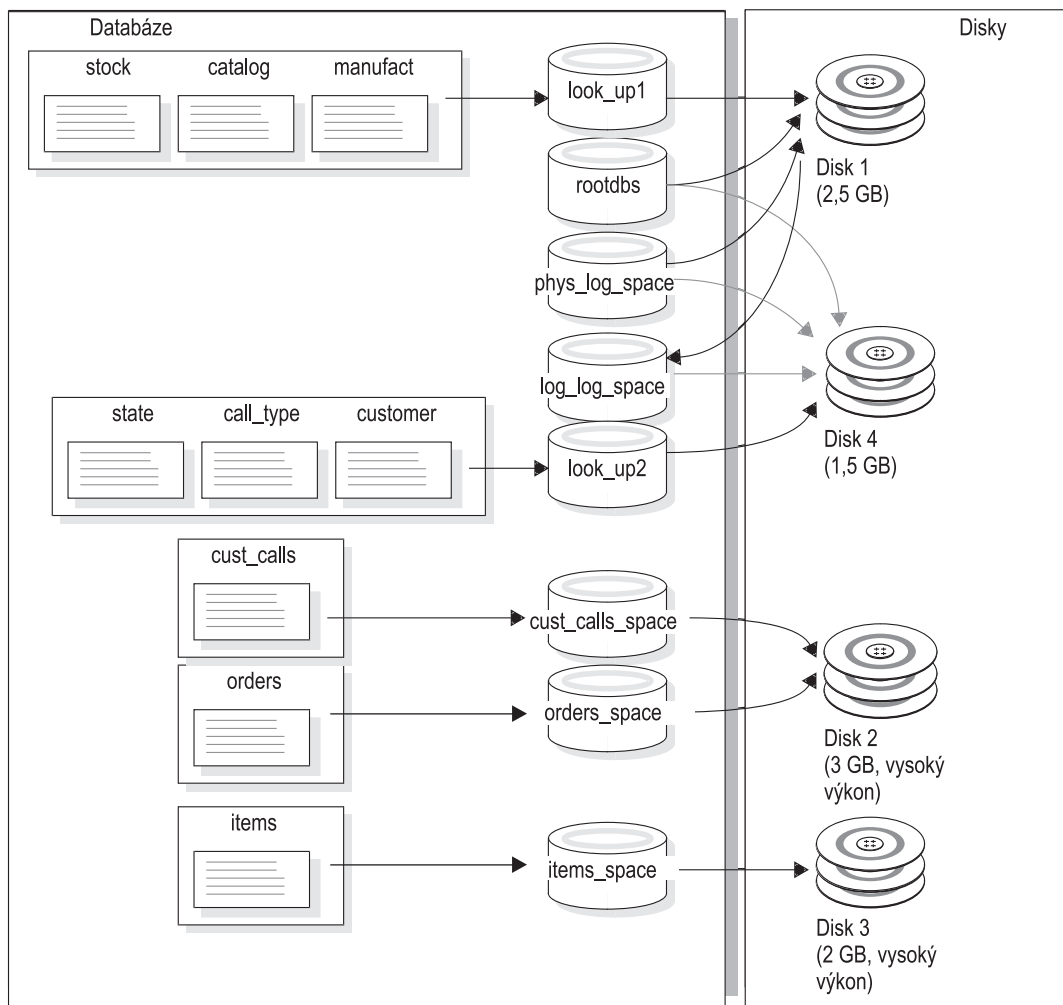 Databáze
Disky
stock
catalog
manufact
look_up1
Disk 1
(2,5 GB)
rootdbs
phys_log_space
log_log_space
Disk 4
(1,5 GB)
state
call_type
customer
look_up2
cust_calls
cust_calls_space
orders
orders_space
Disk 2
(3 GB, vysoký
výkon)
items
items_space
Disk 3
(2 GB, vysoký
výkon)